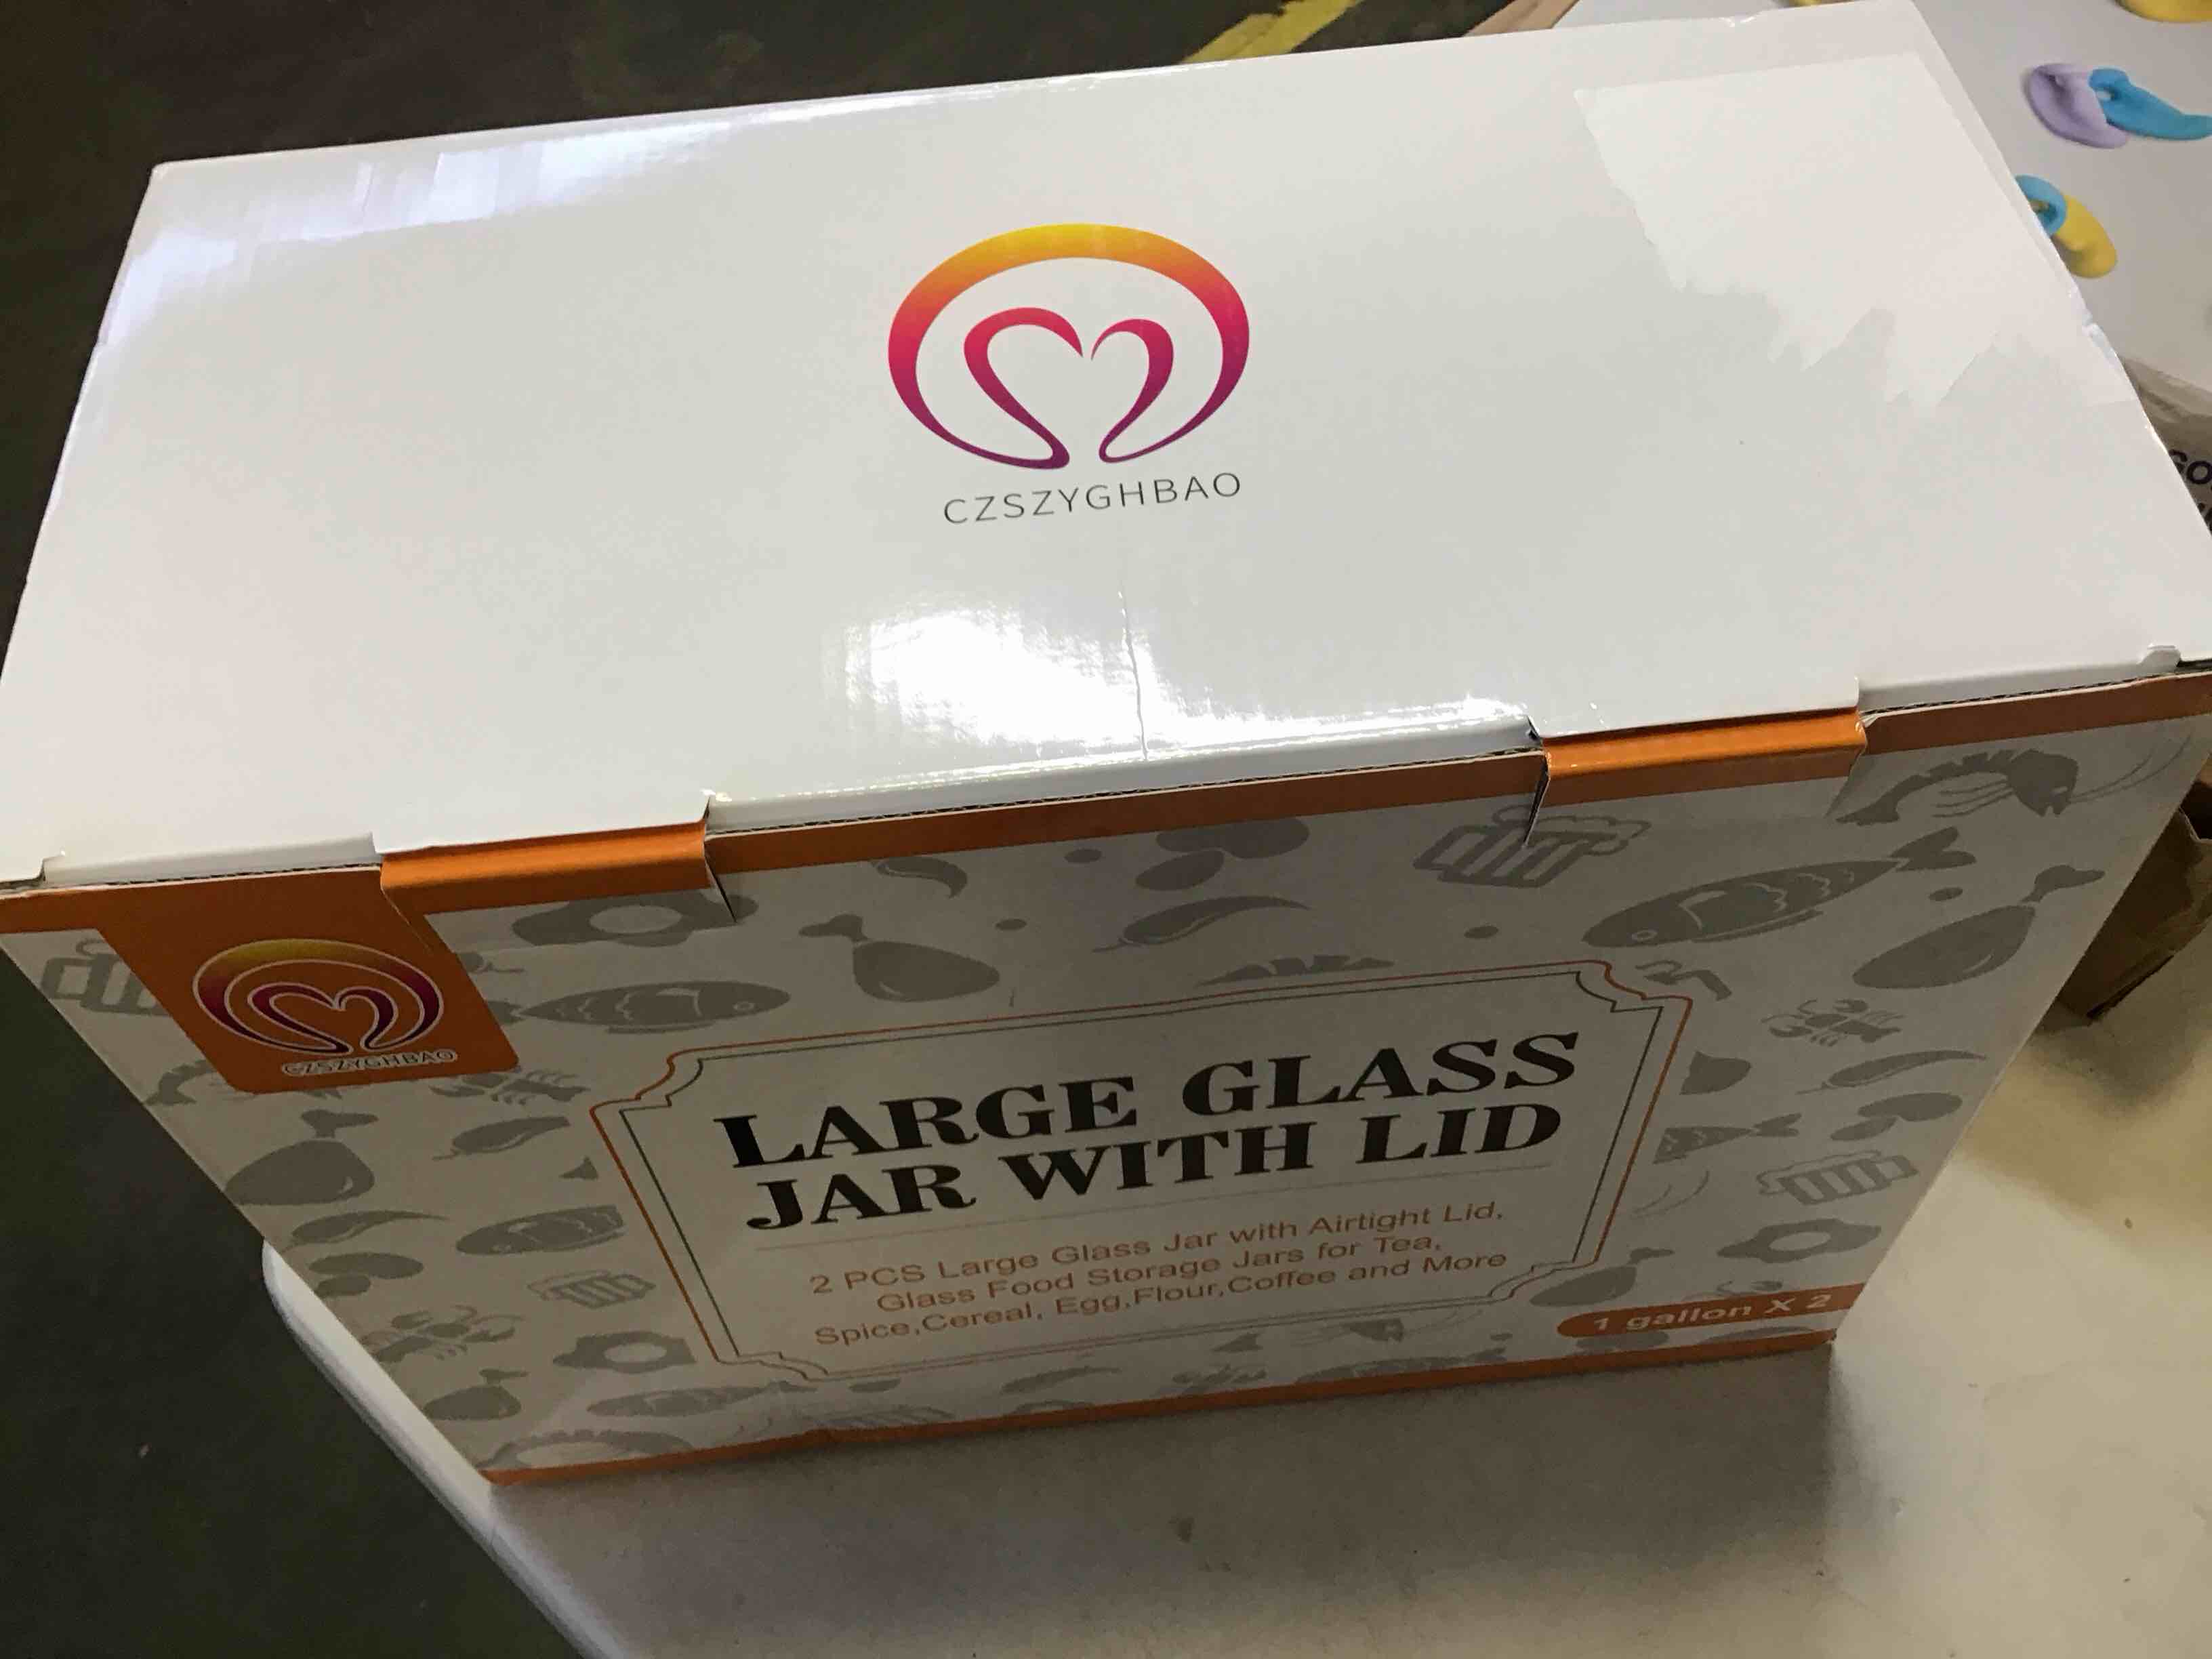 CZSZYGHBAO
CZSZYGHBAO
LARGE GLASS
JAR WITH LID
2 PCS Large Glass Jar with Airtight Lid,
Glass Food Storage Jars for Tea,
Spice,Cereal, Egg,Flour,Coffee and More
1 gallon X 2